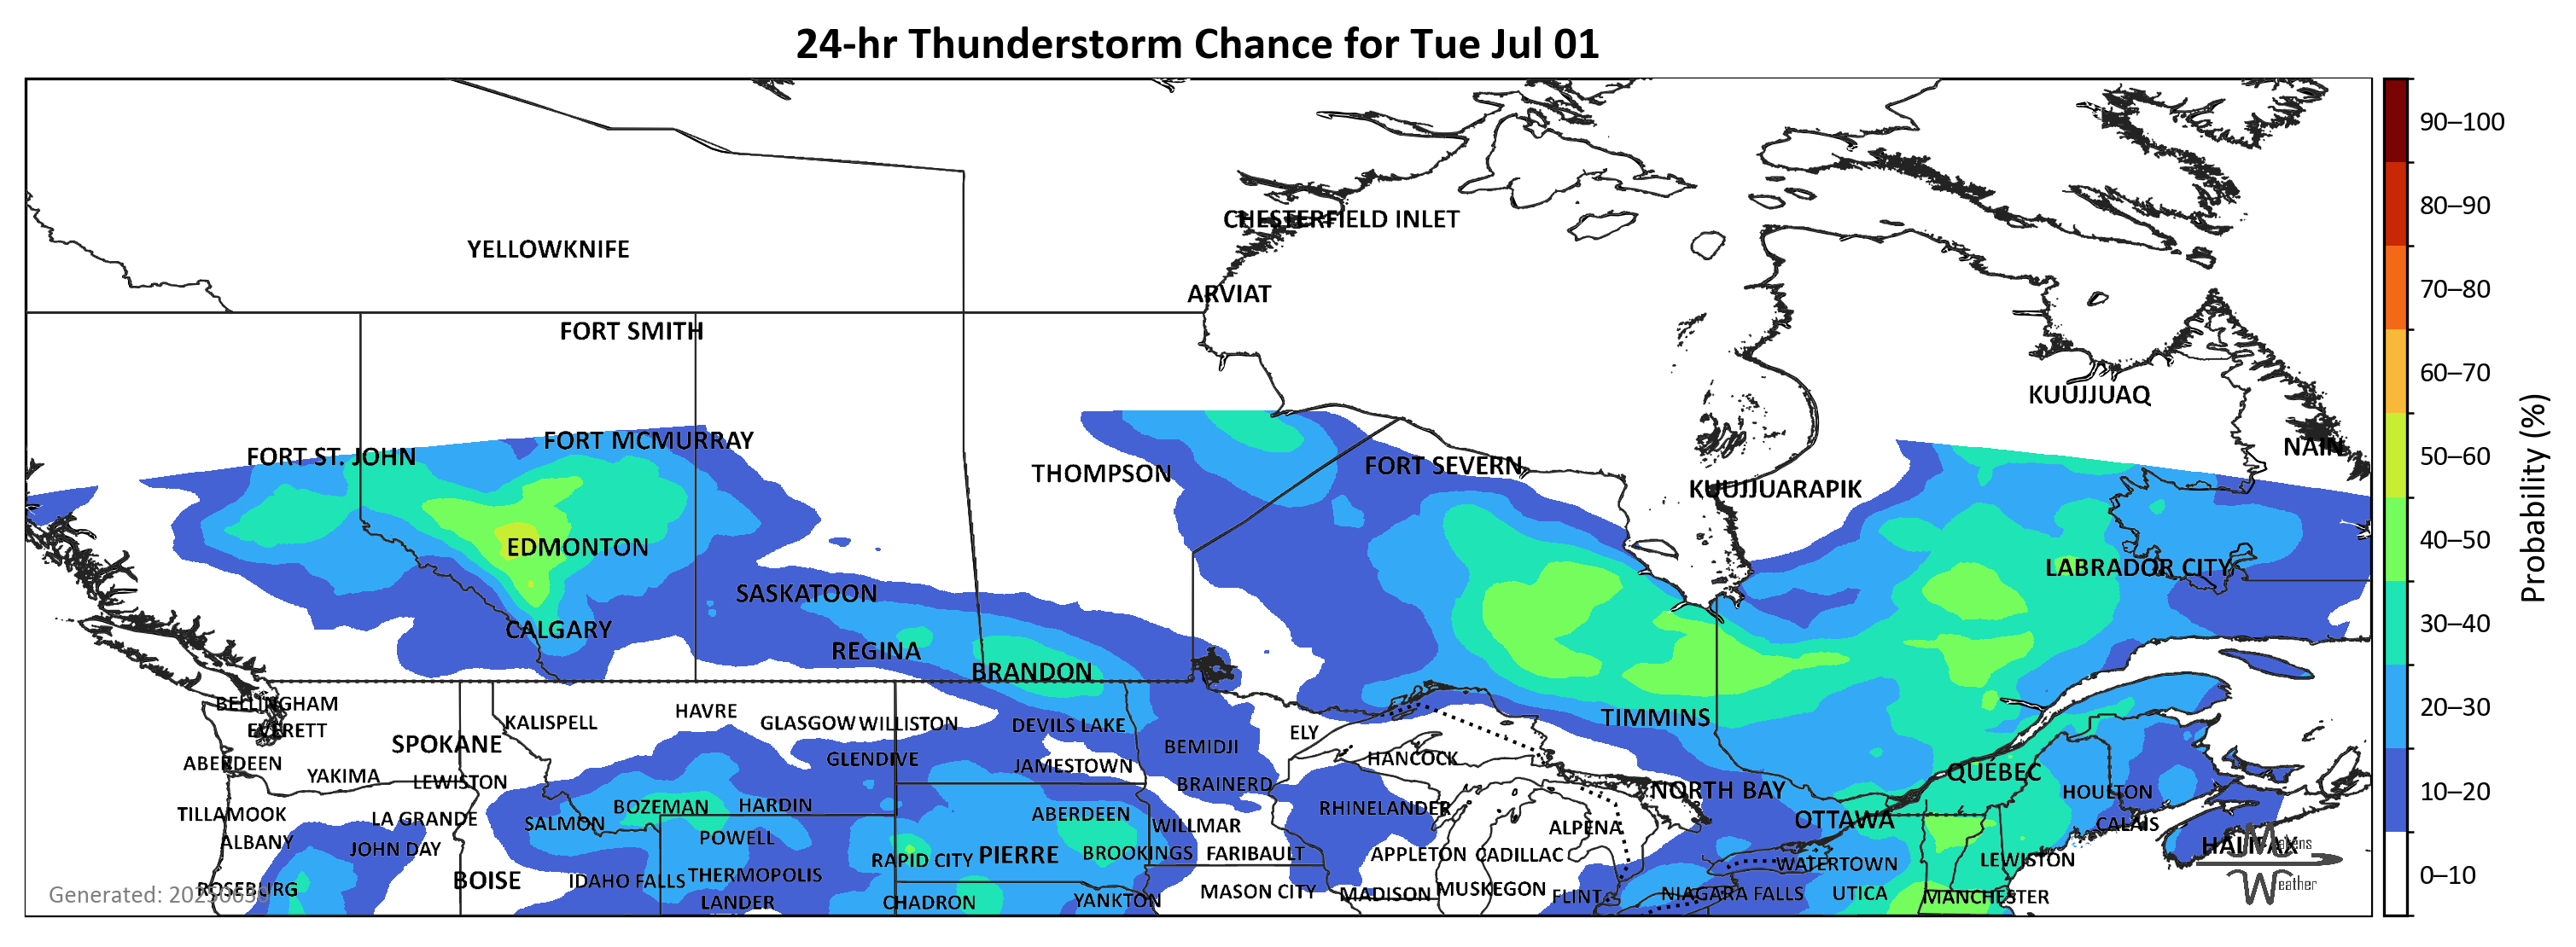 24-hr Thunderstorm Chance for Tue Jul 01
CHESTERFIELD INLET
YELLOWKNIFE
ARVIAT
FORT SMITH
KUUJJUAQ
FORT MCMURRAY
NAIN
FORT ST. JOHN
FORT SEVERN
THOMPSON
KUUJJUARAPIK
EDMONTON
LABRADOR CITY
SASKATOON
CALGARY
REGINA
BRANDON
BELLINGHAM
HAVRE
TIMMINS
KALISPELL
GLASGOW
WILLISTON
DEVILS LAKE
EVERETT
ELY
SPOKANE
BEMIDJI
GLENDIVE
HANCOCK
ABERDEEN
JAMESTOWN
QUÉBEC
YAKIMA
LEWISTON
BRAINERD
NORTH BAY
HOULTON
BOZEMAN
HARDIN
RHINELANDER
TILLAMOOK
LA GRANDE
ABERDEEN
SALMON
WILLMAR
ALPENA
OTTAWA
CALAIS
ALBANY
POWELL
JOHN DAY
RAPID CITY
PIERRE
BROOKINGS
FARIBAULT
APPLETON
CADILLAC
HALIFAX
Makens
Weather
WATERTOWN
LEWISTON
BOISE
IDAHO FALLS
THERMOPOLIS
ROSEBURG
MASON CITY
MADISON
MUSKEGON
FLINT
NIAGARA FALLS
UTICA
MANCHESTER
LANDER
CHADRON
YANKTON
Generated: 20250630
90–100
80–90
70–80
60–70
50–60
40–50
30–40
20–30
10–20
0–10
Probability (%)